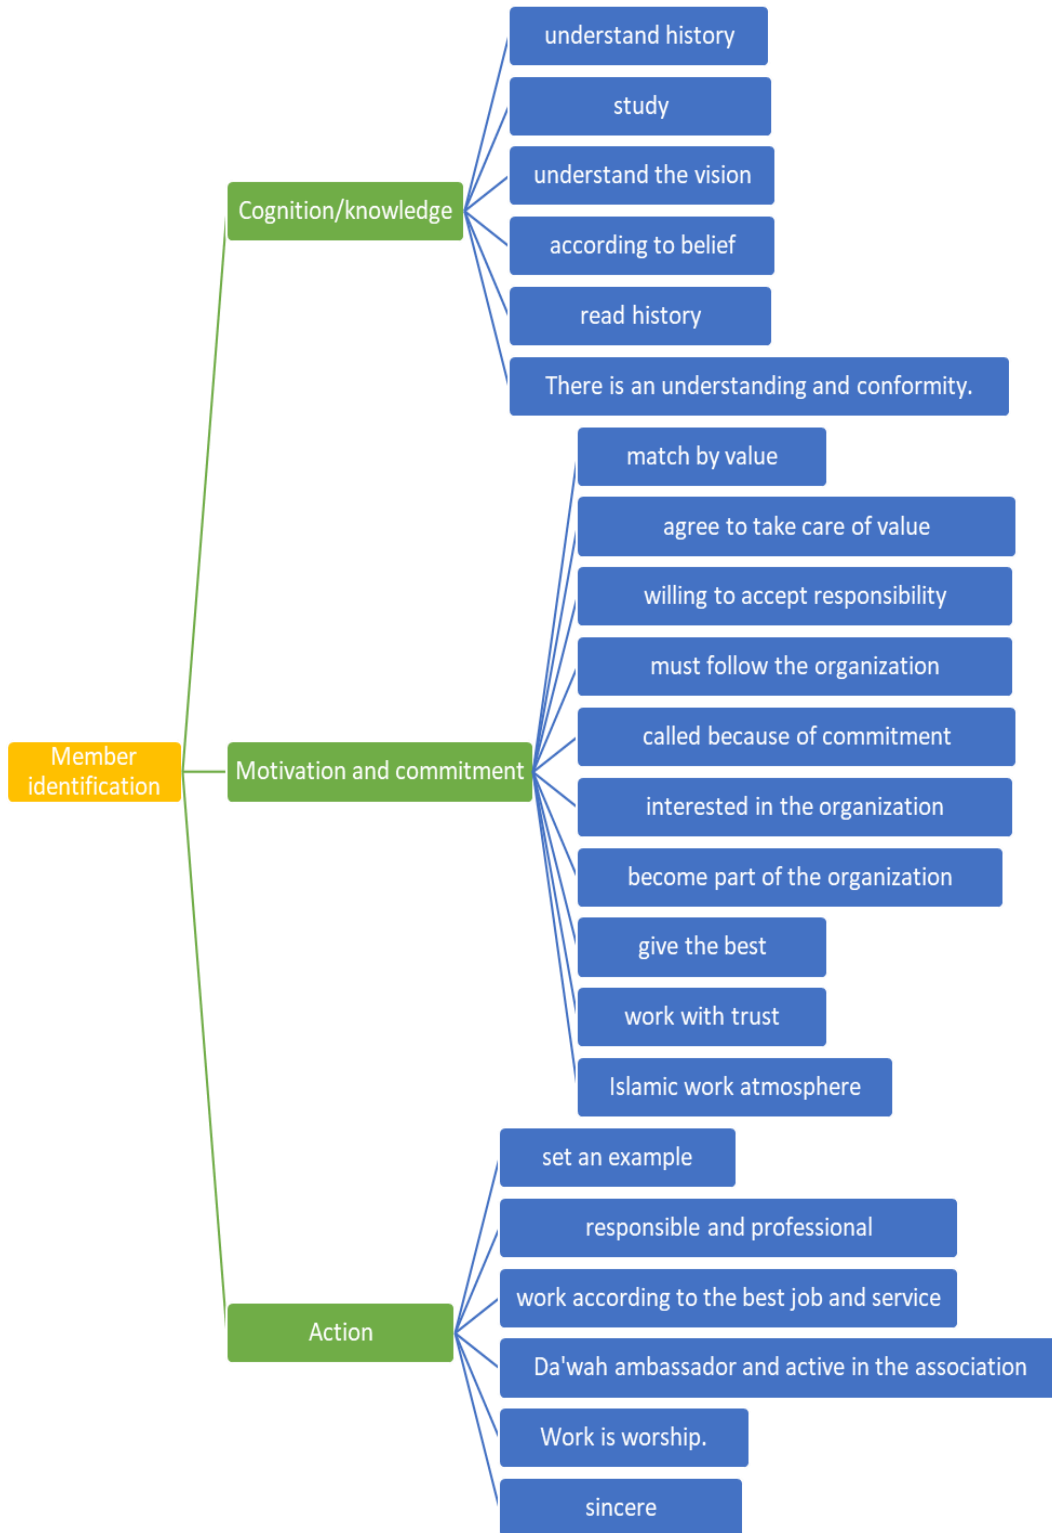 understand history
study
understand the vision
Cognition/knowledge
according to belief
read history
There is an understanding and conformity.
match by value
agree to take care of value
willing to accept responsibility
must follow the organization
called because of commitment
Member
identification
Motivation and commitment
interested in the organization
become part of the organization
give the best
work with trust
Islamic work atmosphere
set an example
responsible and professional
work according to the best job and service
Action
Da'wah ambassador and active in the association
Work is worship.
sincere